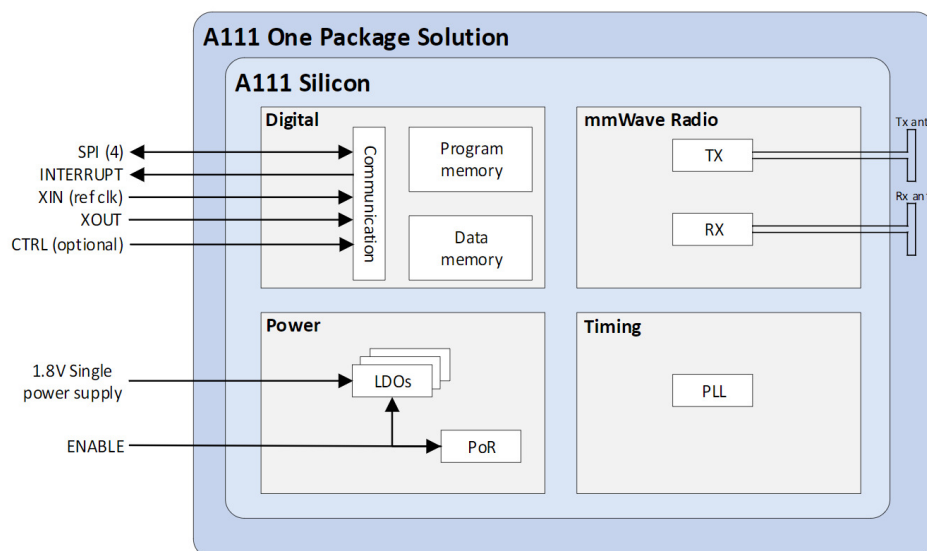 A111 One Package Solution
A111 Silicon
Digital
mmWave Radio
Tx ant
SPI (4)
INTERRUPT
XIN (ref clk)
XOUT
CTRL (optional)
Communication
Program
memory
Data
memory
TX
RX
Rx ant
Power
Timing
1.8V Single
power supply
LDOs
PLL
ENABLE
PoR